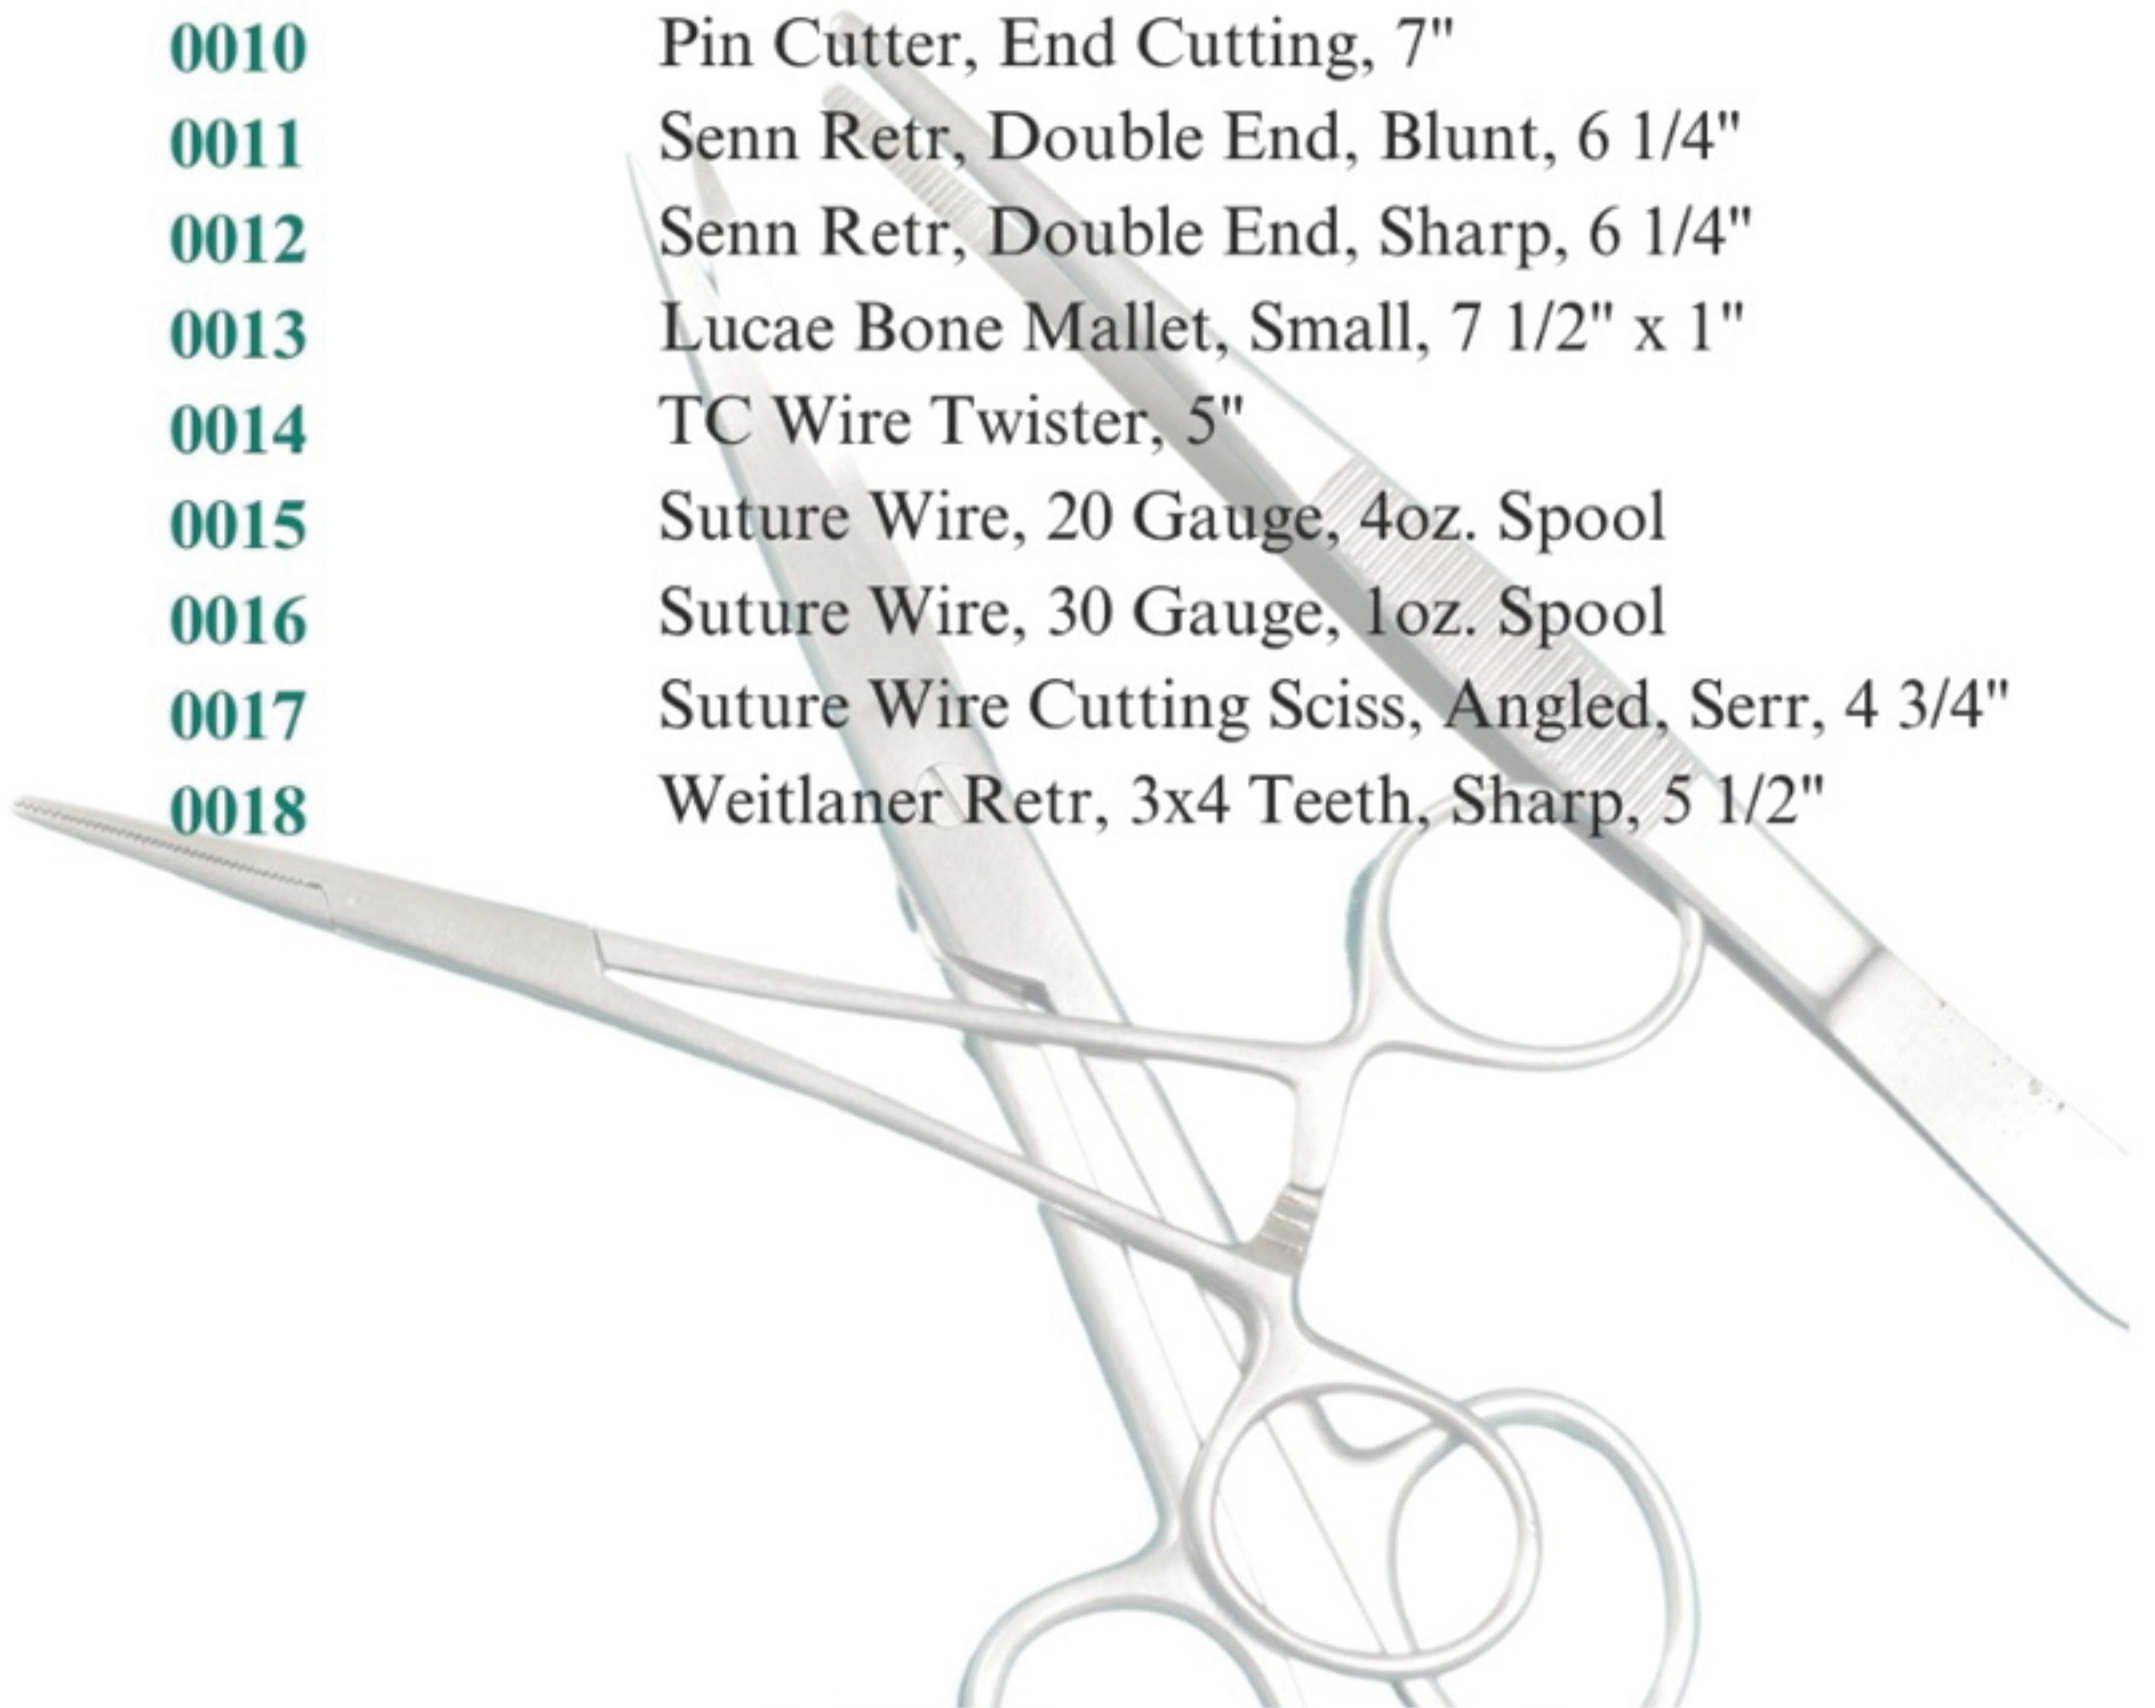 0010 Pin Cutter, End Cutting, 7"
0011 Senn Retr, Double End, Blunt, 6 1/4"
0012 Senn Retr, Double End, Sharp, 6 1/4"
0013 Lucae Bone Mallet, Small, 7 1/2" x 1"
0014 TC Wire Twister, 5"
0015 Suture Wire, 20 Gauge, 4oz. Spool
0016 Suture Wire, 30 Gauge, 1oz. Spool
0017 Suture Wire Cutting Sciss, Angled, Serr, 4 3/4"
0018 Weitlaner Retr, 3x4 Teeth, Sharp, 5 1/2"